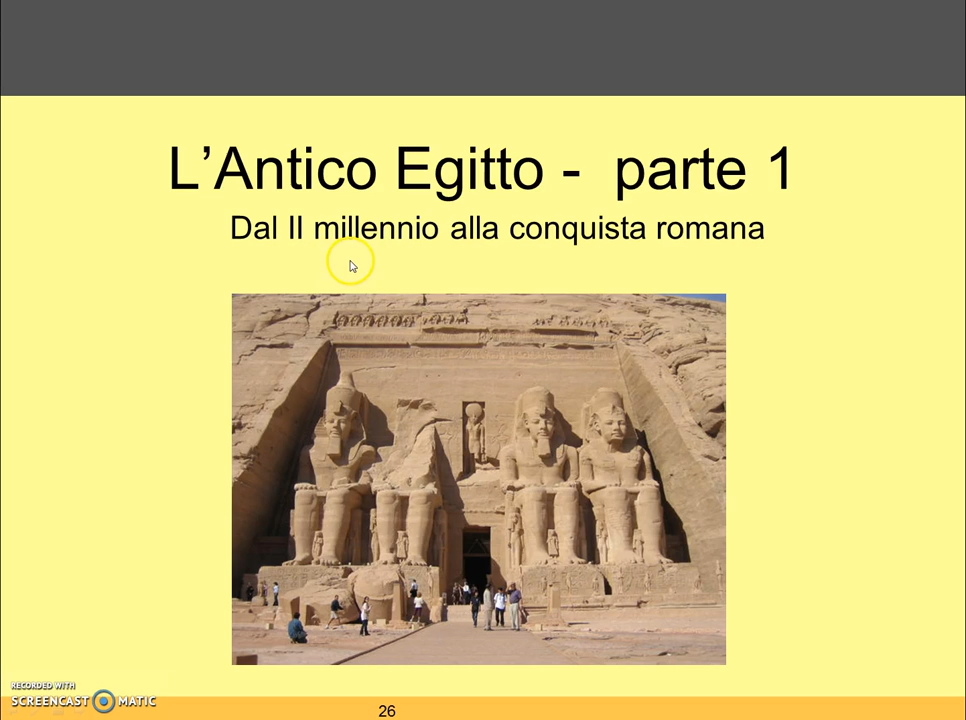 L’Antico Egitto -  parte 1
Dal II millennio alla conquista romana
RECORDED WITH
SCREENCAST MATIC
26